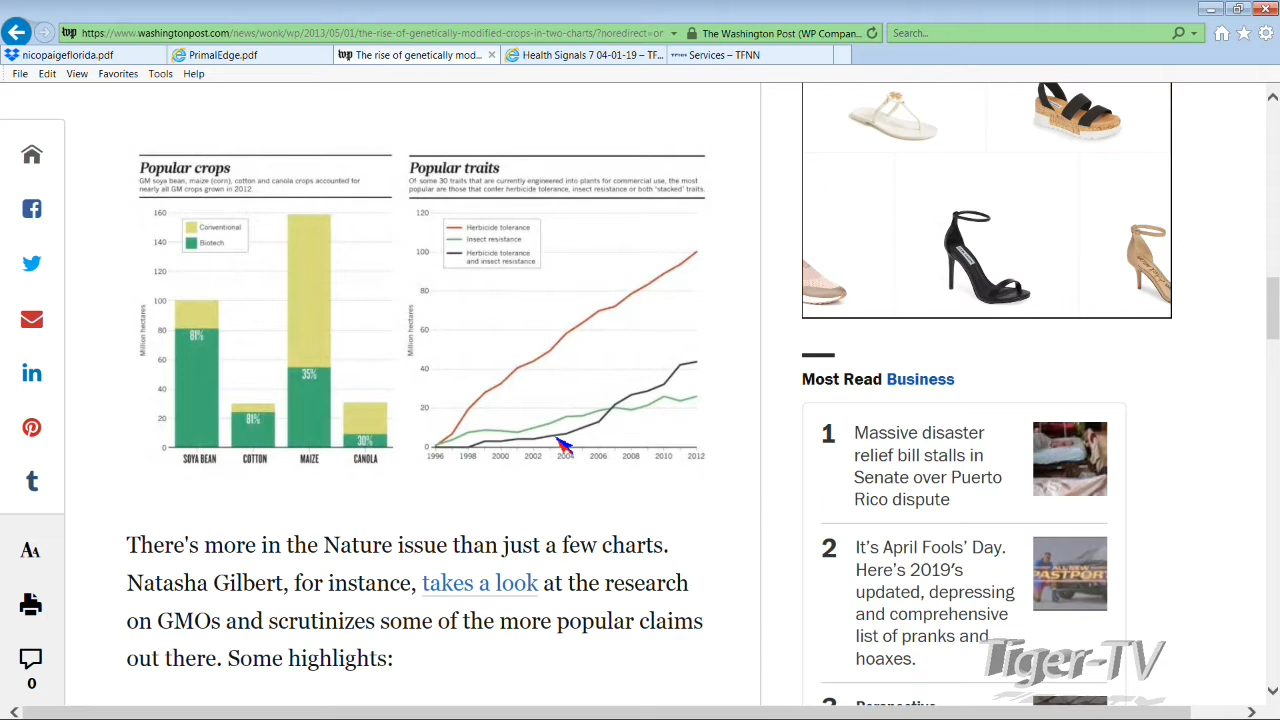 https://www.washingtonpost.com/news/wonk/wp/2013/05/01/the-rise-of-genetically-modified-crops-in-two-charts/?noredirect=or
The Washington Post (WP Compan...
Search...
nicopaigeflorida.pdf
PrimalEdge.pdf
wp The rise of genetically mod...
Health Signals 7 04-01-19 – TF...
TFNN Services – TFNN
File Edit View Favorites Tools Help
Popular crops
GM soya bean, maize (corn), cotton and canola crops accounted for
nearly all GM crops grown in 2012.
160
140
120
100
80
60
40
20
0
Million hectares
Conventional
Biotech
81%
81%
35%
30%
SOYA BEAN COTTON MAIZE CANOLA
Popular traits
Of some 30 traits that are currently engineered into plants for commercial use, the most
popular are those that confer herbicide tolerance, insect resistance or both 'stacked' traits.
120
100
80
60
40
20
0
Million hectares
Herbicide tolerance
Insect resistance
Herbicide tolerance
and insect resistance
1996 1998 2000 2002 2004 2006 2008 2010 2012
There's more in the Nature issue than just a few charts.
Natasha Gilbert, for instance, takes a look at the research
on GMOs and scrutinizes some of the more popular claims
out there. Some highlights:
AA
0
Most Read Business
1 Massive disaster
relief bill stalls in
Senate over Puerto
Rico dispute
2 It's April Fools' Day.
Here's 2019's
updated, depressing
and comprehensive
list of pranks and
hoaxes.
Perspective
Tiger-TV